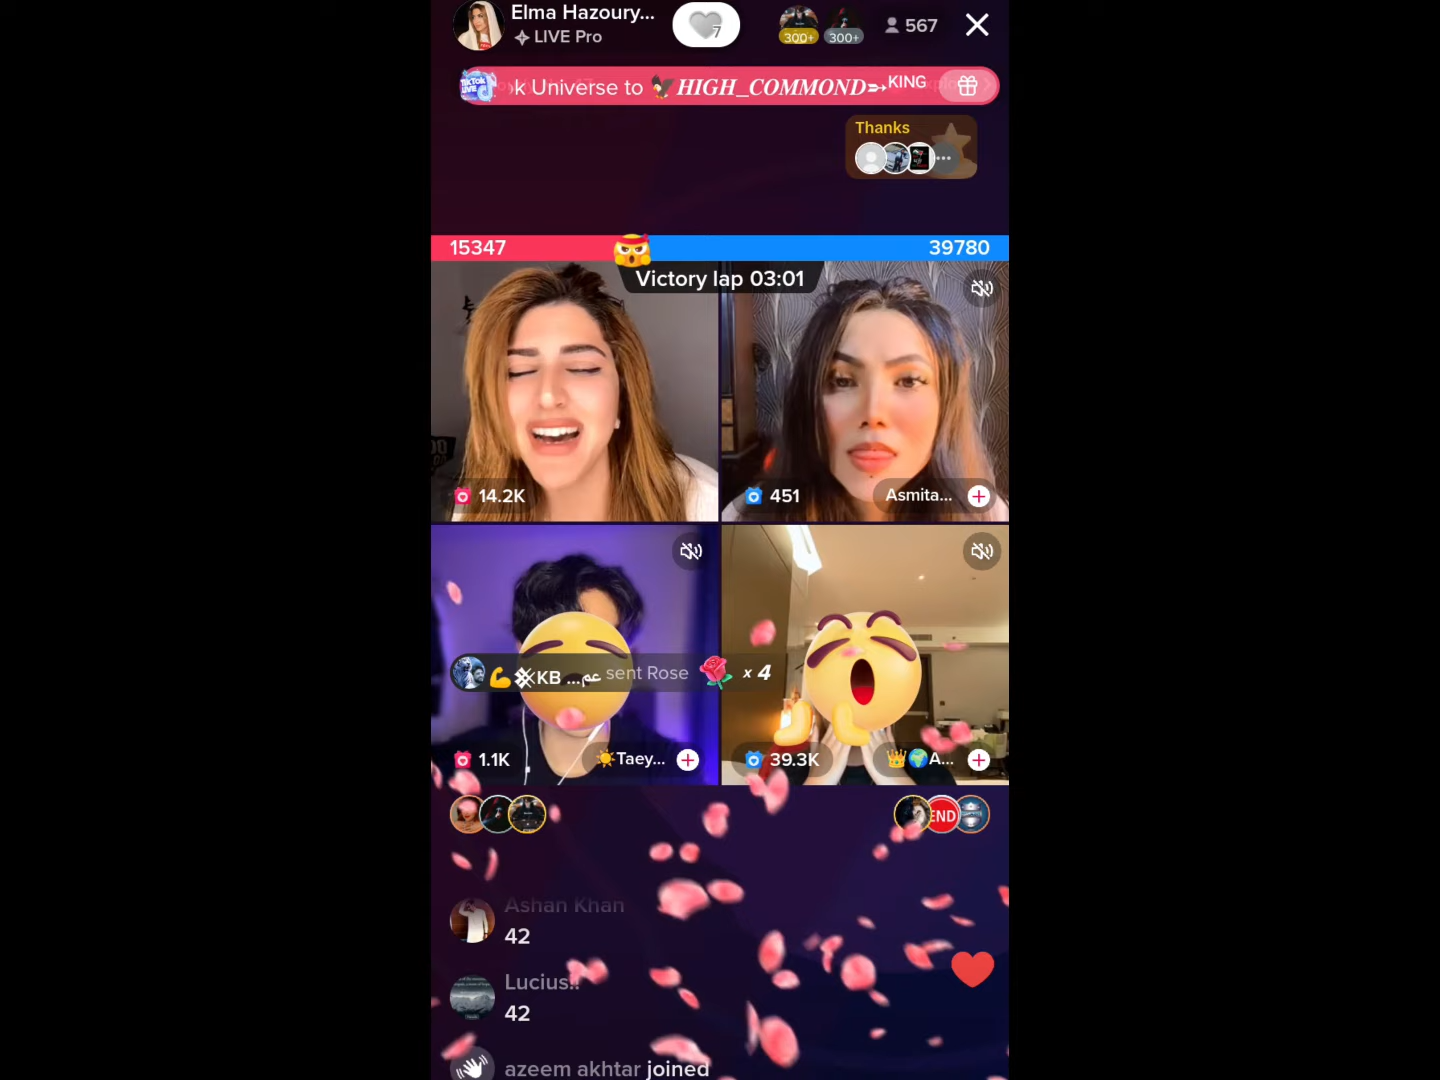 Elma Hazoury...
LIVE Pro
7
300+
300+
567
k Universe to 🦅HIGH_COMMOND➵KING
Thanks
15347
39780
Victory lap 03:01
14.2K
451
Asmita...
💪※KB ...عم sent Rose x 4
1.1K
☀️Taey...
39.3K
👑🌍A...
END
Ashan Khan
42
Lucius!!
42
azeem akhtar joined